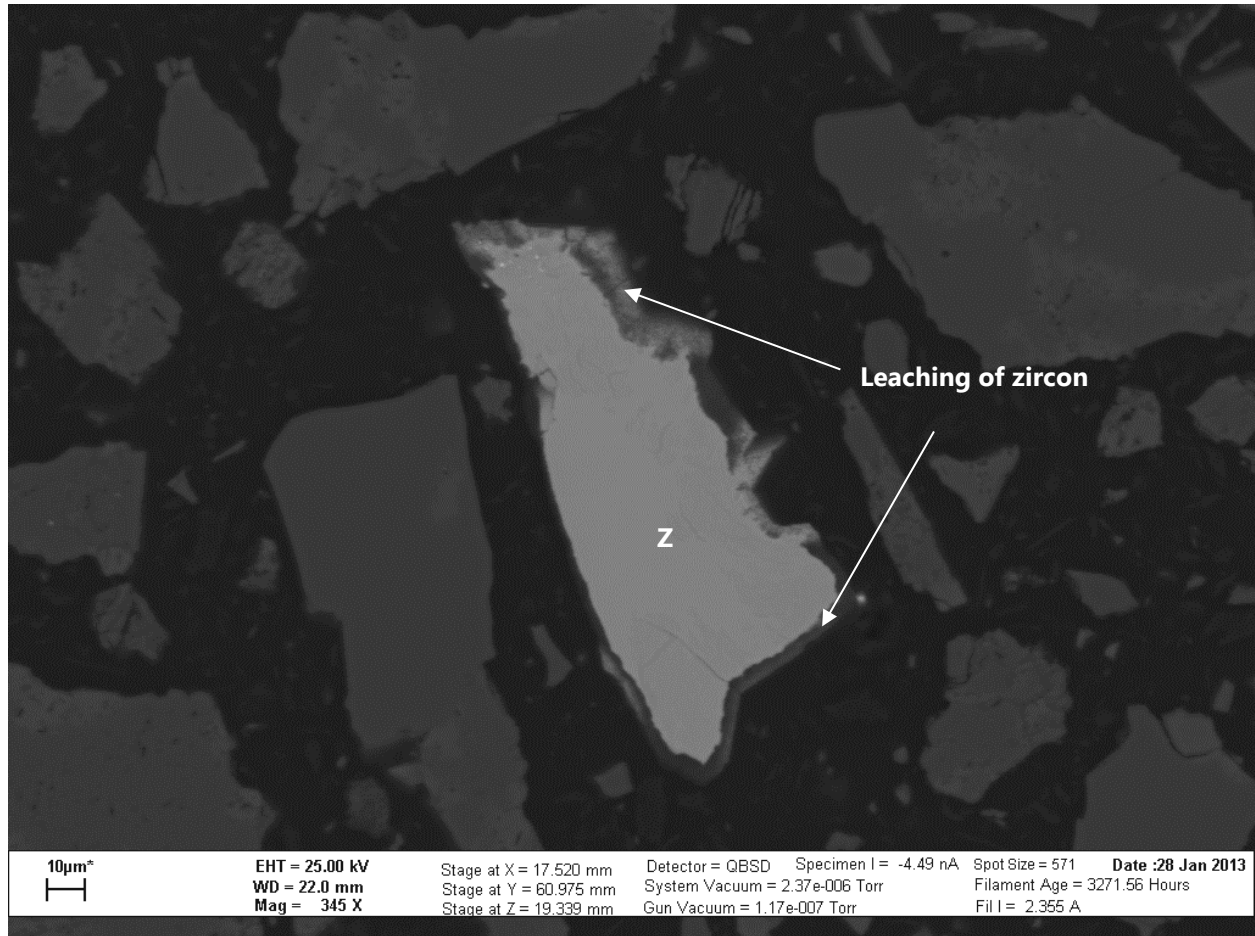 Leaching of zircon
Z
10µm*
EHT = 25.00 kV
WD = 22.0 mm
Mag = 345 X
Stage at X = 17.520 mm
Stage at Y = 60.975 mm
Stage at Z = 19.339 mm
Detector = QBSD Specimen I = -4.49 nA
System Vacuum = 2.37e-006 Torr
Gun Vacuum = 1.17e-007 Torr
Spot Size = 571
Filament Age = 3271.56 Hours
Fil I = 2.355 A
Date :28 Jan 2013